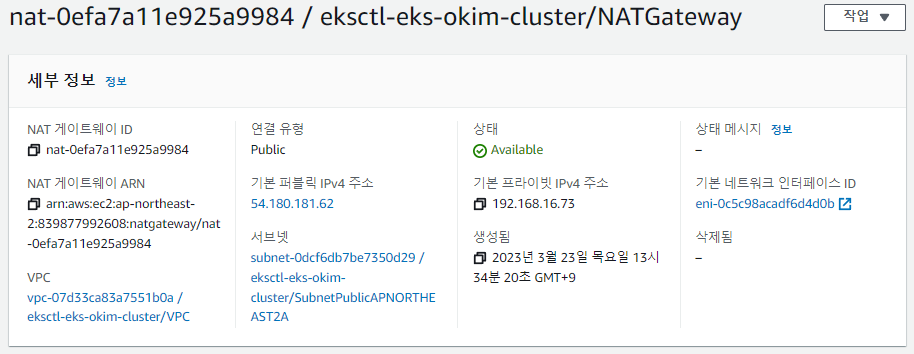 nat-0efa7a11e925a9984 / eksctl-eks-okim-cluster/NATGateway
작업 ▼
세부 정보 정보
NAT 게이트웨이 ID
nat-0efa7a11e925a9984
NAT 게이트웨이 ARN
arn:aws:ec2:ap-northeast-
2:839877992608:natgateway/nat
-0efa7a11e925a9984
VPC
vpc-07d33ca83a7551b0a /
eksctl-eks-okim-cluster/VPC
연결 유형
Public
기본 퍼블릭 IPv4 주소
54.180.181.62
서브넷
subnet-0dcf6db7be7350d29 /
eksctl-eks-okim-
cluster/SubnetPublicAPNORTHE
AST2A
상태
Available
기본 프라이빗 IPv4 주소
192.168.16.73
생성됨
2023년 3월 23일 목요일 13시
34분 20초 GMT+9
상태 메시지 정보
–
기본 네트워크 인터페이스 ID
eni-0c5c98acadf6d4d0b
삭제됨
–